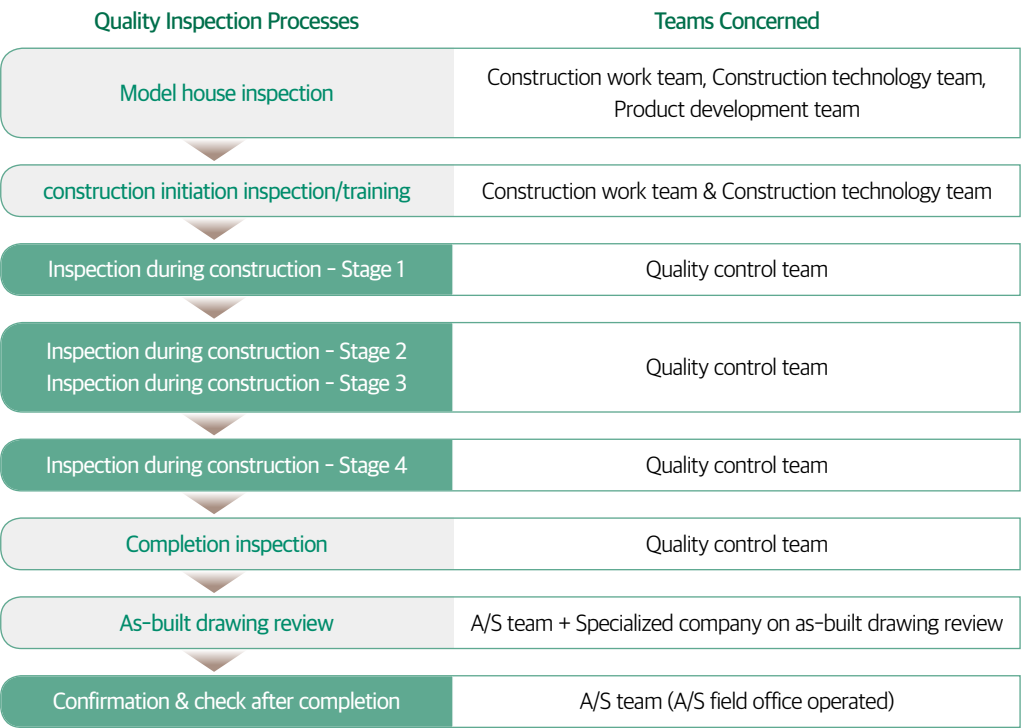 Quality Inspection Processes
Teams Concerned
Model house inspection
Construction work team, Construction technology team,
Product development team
construction initiation inspection/training
Construction work team & Construction technology team
Inspection during construction - Stage 1
Quality control team
Inspection during construction - Stage 2
Inspection during construction - Stage 3
Quality control team
Inspection during construction - Stage 4
Quality control team
Completion inspection
Quality control team
As-built drawing review
A/S team + Specialized company on as-built drawing review
Confirmation & check after completion
A/S team (A/S field office operated)